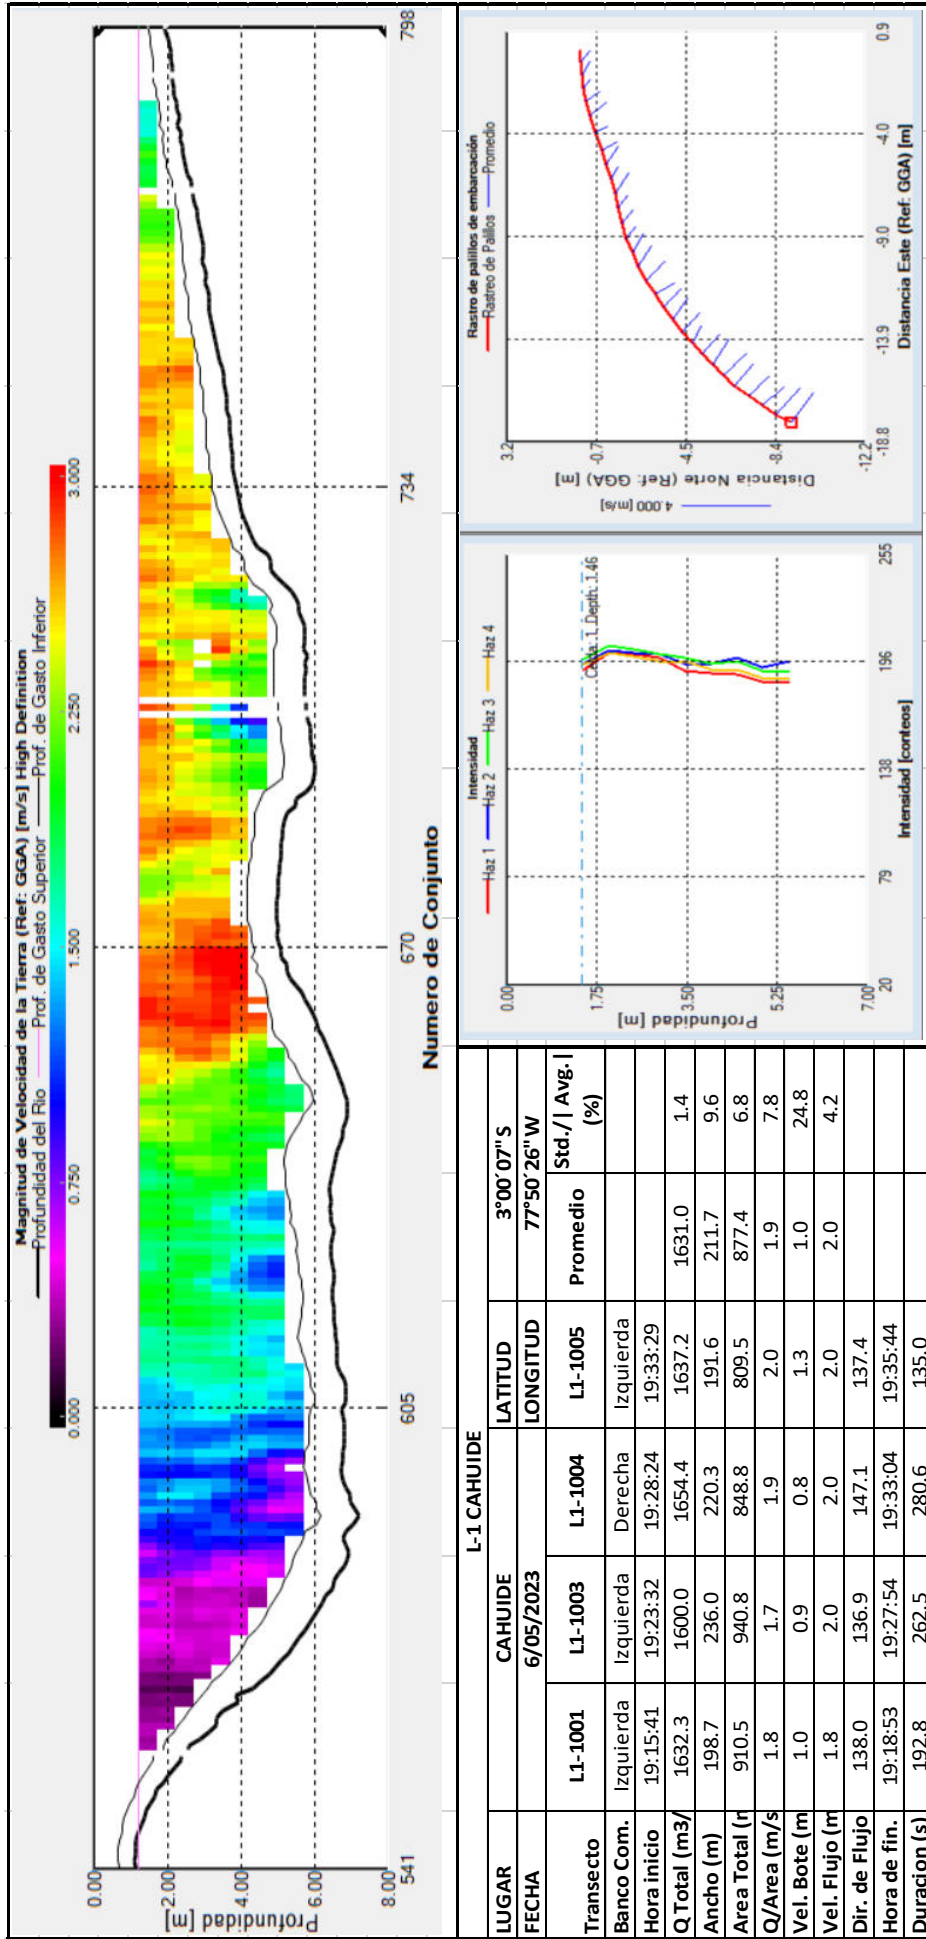 Magnitud de Velocidad de la Tierra (Ref: GGA) [m/s] High Definition
Profundidad del Rio Prof. de Gasto Superior Prof. de Gasto Inferior
0.000 0.750 1.500 2.250 3.000
Profundidad [m]
0.00
2.00
4.00
6.00
8.00
541 605 670 734 798
Numero de Conjunto
L-1 CAHUIDE
LUGAR CAHUIDE LATITUD 3°00´07" S
FECHA 6/05/2023 LONGITUD 77°50´26" W
Transecto L1-1001 L1-1003 L1-1004 L1-1005 Promedio Std./ | Avg. | (%)
Banco Com. Izquierda Izquierda Derecha Izquierda
Hora inicio 19:15:41 19:23:32 19:28:24 19:33:29
Q Total (m3/ 1632.3 1600.0 1654.4 1637.2 1631.0 1.4
Ancho (m) 198.7 236.0 220.3 191.6 211.7 9.6
Area Total (m 910.5 940.8 848.8 809.5 877.4 6.8
Q/Area (m/s 1.8 1.7 1.9 2.0 1.9 7.8
Vel. Bote (m 1.0 0.9 0.8 1.3 1.0 24.8
Vel. Flujo (m 1.8 2.0 2.0 2.0 2.0 4.2
Dir. de Flujo 138.0 136.9 147.1 137.4
Hora de fin. 19:18:53 19:27:54 19:33:04 19:35:44
Duracion (s) 192.8 262.5 280.6 135.0
Intensidad
Haz 1 Haz 2 Haz 3 Haz 4
Celda: 1, Depth: 1.46
Profundidad [m]
0.00
1.75
3.50
5.25
7.00
20 79 138 196 255
Intensidad [conteos]
Rastro de palillos de embarcación
Rastreo de Palillos Promedio
4.000 [m/s]
Distancia Norte (Ref: GGA) [m]
3.2
-0.7
-4.5
-8.4
-12.2
-18.8 -13.9 -9.0 -4.0 0.9
Distancia Este (Ref: GGA) [m]